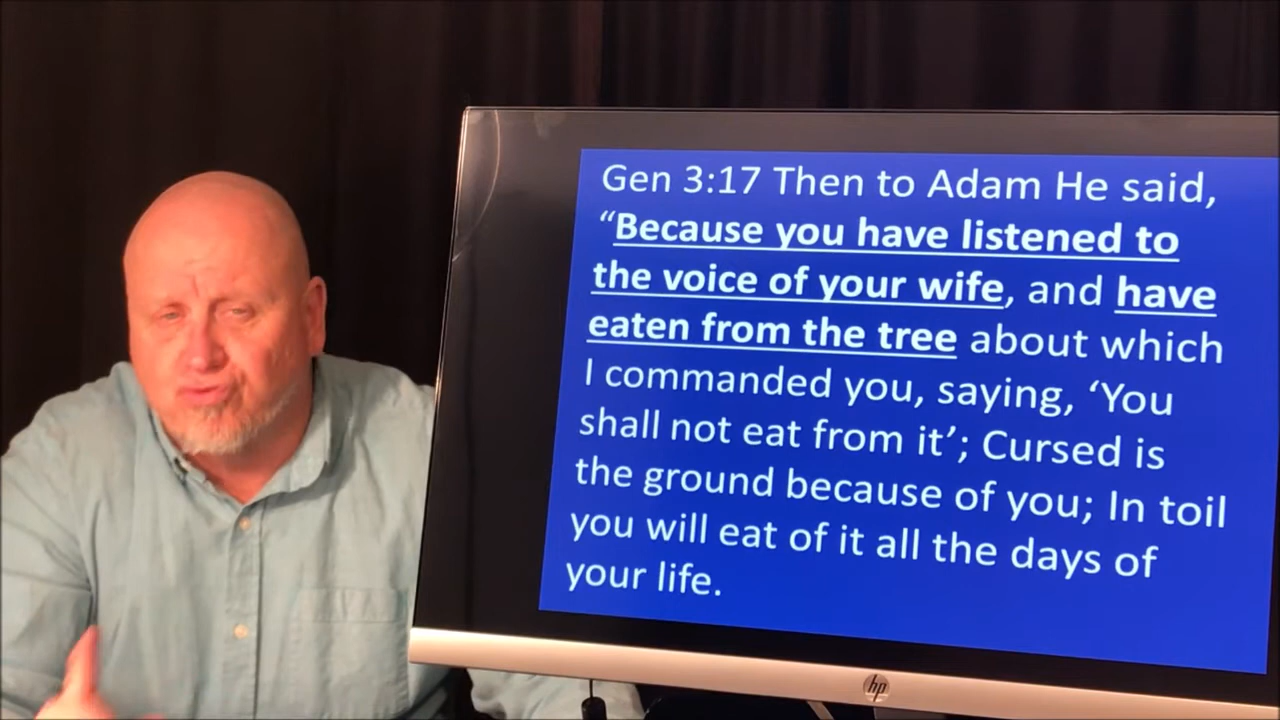 Gen 3:17 Then to Adam He said,
“Because you have listened to
the voice of your wife, and have
eaten from the tree about which
I commanded you, saying, ‘You
shall not eat from it’; Cursed is
the ground because of you; In toil
you will eat of it all the days of
your life.
hp